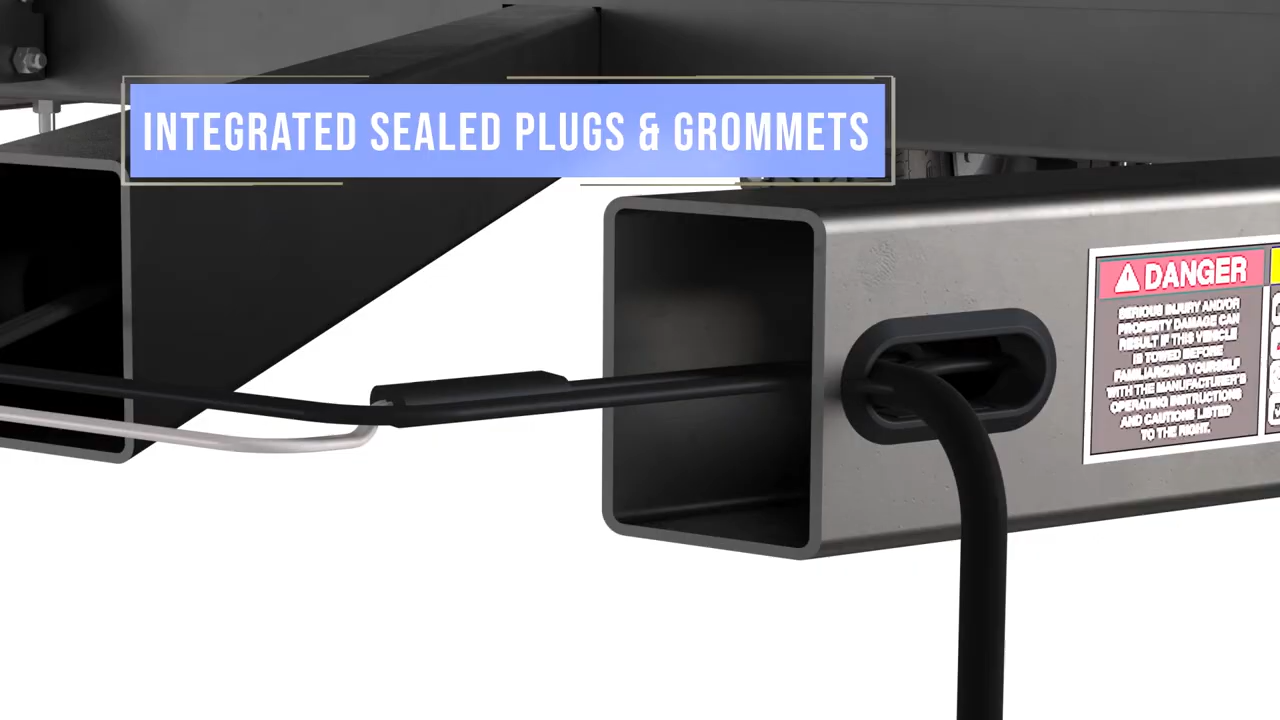 INTEGRATED SEALED PLUGS & GROMMETS
DANGER
SERIOUS INJURY AND/OR
PROPERTY DAMAGE CAN
RESULT IF THIS VEHICLE
IS TOWED BEFORE
FAMILIARIZING YOURSELF
WITH THE MANUFACTURER'S
OPERATING INSTRUCTIONS
AND CAUTIONS LISTED
TO THE RIGHT.